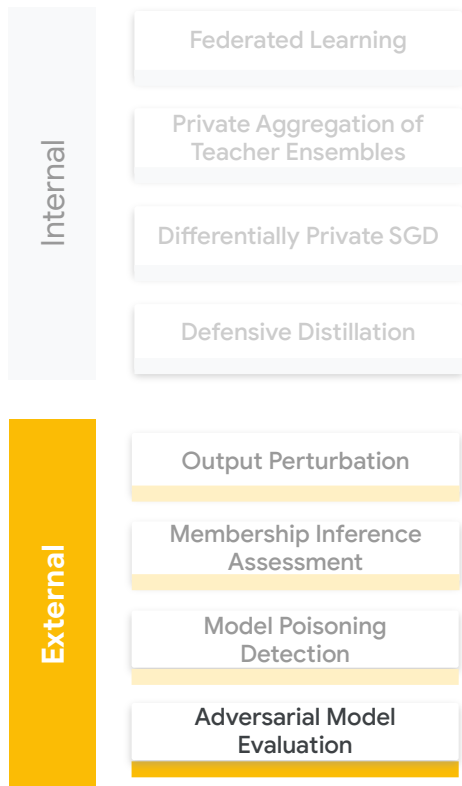 Internal
Federated Learning
Private Aggregation of
Teacher Ensembles
Differentially Private SGD
Defensive Distillation
External
Output Perturbation
Membership Inference
Assessment
Model Poisoning
Detection
Adversarial Model
Evaluation